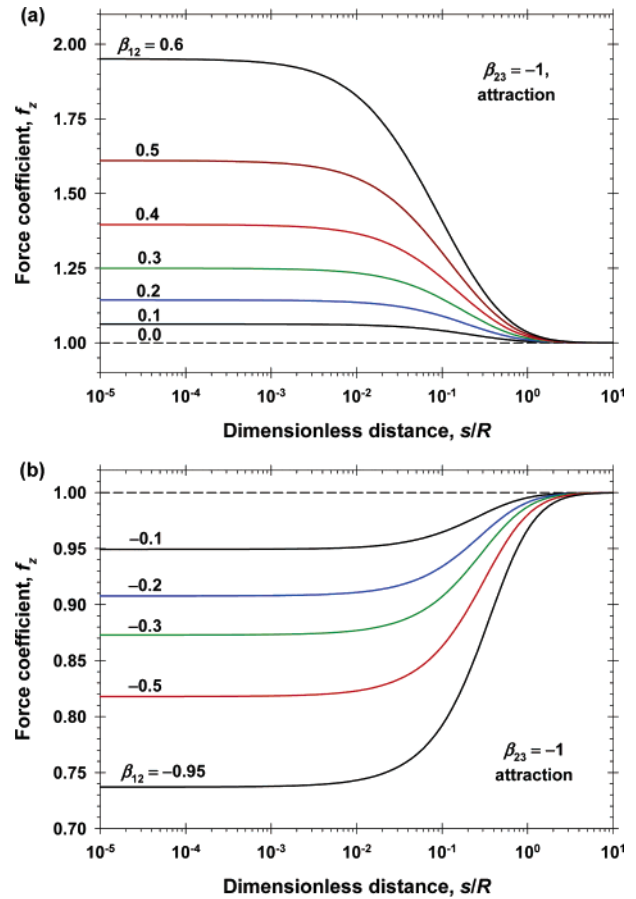 (a)
2.00
1.75
1.50
1.25
1.00
Force coefficient, f_z
β₁₂ = 0.6
0.5
0.4
0.3
0.2
0.1
0.0
β₂₃ = –1,
attraction
10⁻⁵ 10⁻⁴ 10⁻³ 10⁻² 10⁻¹ 10⁰ 10¹
Dimensionless distance, s/R
(b)
1.00
0.95
0.90
0.85
0.80
0.75
0.70
Force coefficient, f_z
–0.1
–0.2
–0.3
–0.5
β₁₂ = –0.95
β₂₃ = –1
attraction
10⁻⁵ 10⁻⁴ 10⁻³ 10⁻² 10⁻¹ 10⁰ 10¹
Dimensionless distance, s/R